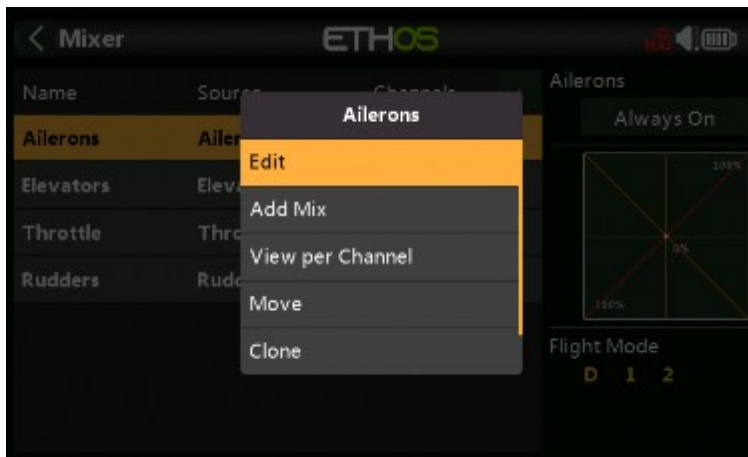 Mixer
ETHOS
Name
Channels
Ailerons
Always On
Ailerons
Ailerons
Edit
Elevators
Add Mix
Throttle
View per Channel
Rudders
Move
Clone
100%
0%
100%
Flight Mode
D 1 2